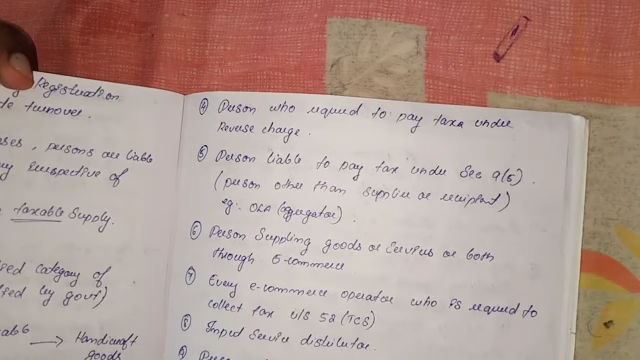 Registration
turnover.
, persons are liable
irrespective of
taxable Supply.
category of
by govt)
→ Handicraft
goods
④ Person who required to pay taxa under
Reverse charge.
⑤ Person liable to pay tax under Sec 9(5).
(person other than supplier or recipient)
eg:- OLA (aggregator)
⑥ Person Supplying goods or Services or both
through E-commerce
⑦ Every e-commerce operator who is required to
collect tax u/s 52 (TCS)
⑧ Input Service distributor.